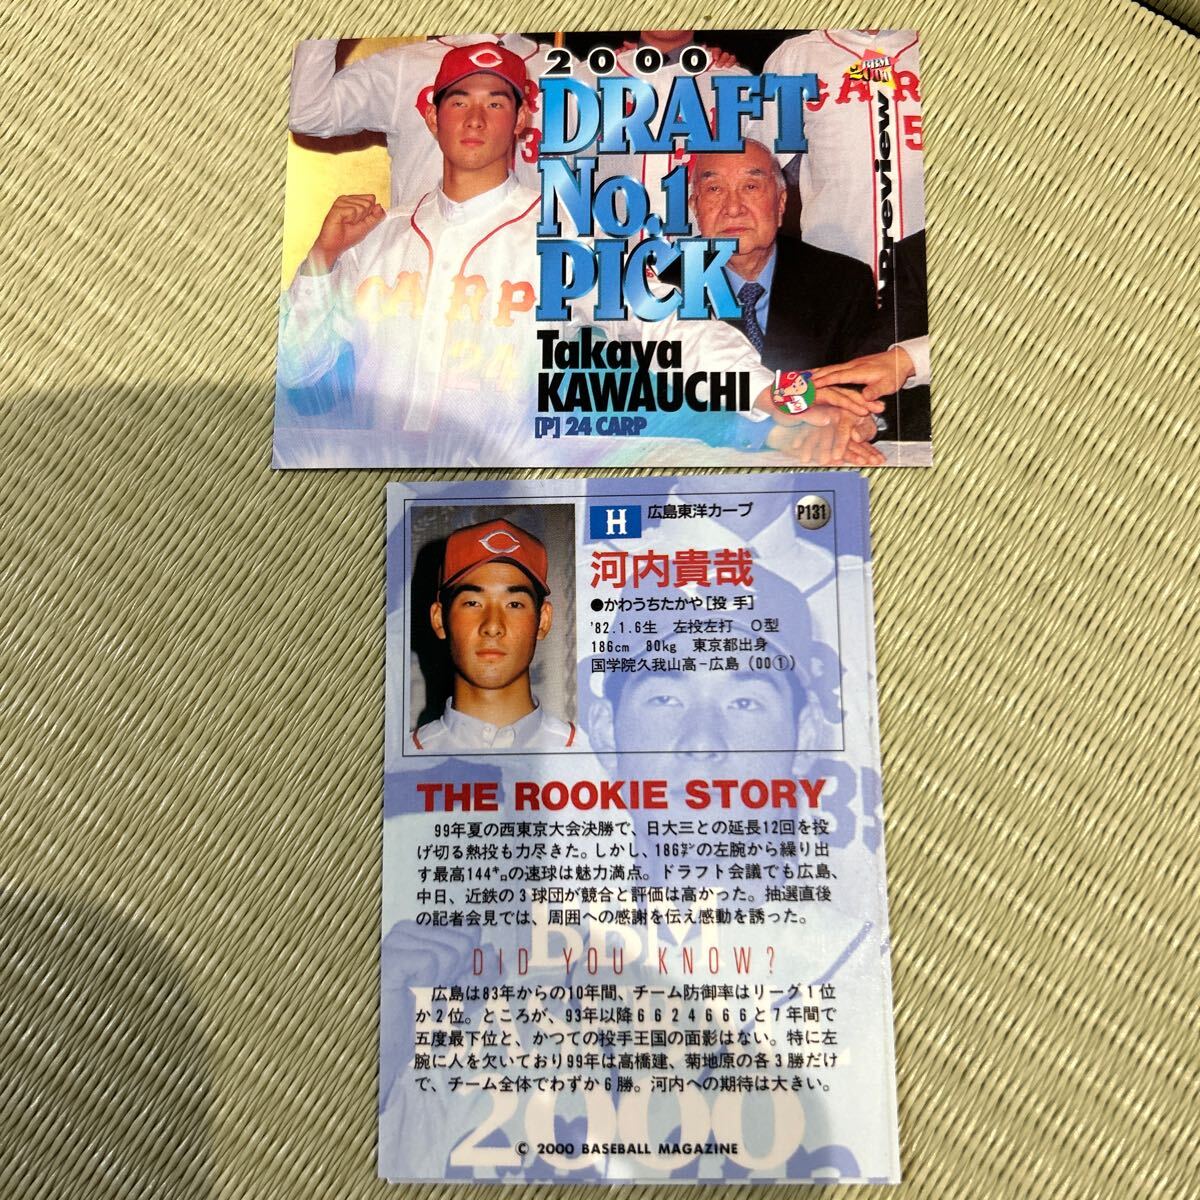 2000
DRAFT
No.1
PICK
Takaya
KAWAUCHI
[P] 24 CARP
BBM
2000
Preview
CARP
24
H 広島東洋カープ
P131
河内貴哉
●かわうちたかや[投 手]
'82.1.6生 左投左打 O型
186cm 80kg 東京都出身
国学院久我山高−広島(00①)
THE ROOKIE STORY
99年夏の西東京大会決勝で、日大三との延長12回を投
げ切る熱投も力尽きた。しかし、186㌢の左腕から繰り出
す最高144㌔の速球は魅力満点。ドラフト会議でも広島、
中日、近鉄の3球団が競合と評価は高かった。抽選直後
の記者会見では、周囲への感謝を伝え感動を誘った。
DID YOU KNOW?
広島は83年からの10年間、チーム防御率はリーグ1位
か2位。ところが、93年以降6624666と7年間で
五度最下位と、かつての投手王国の面影はない。特に左
腕に人を欠いており99年は高橋建、菊地原の各3勝だけ
で、チーム全体でわずか6勝。河内への期待は大きい。
BBM
2000
© 2000 BASEBALL MAGAZINE